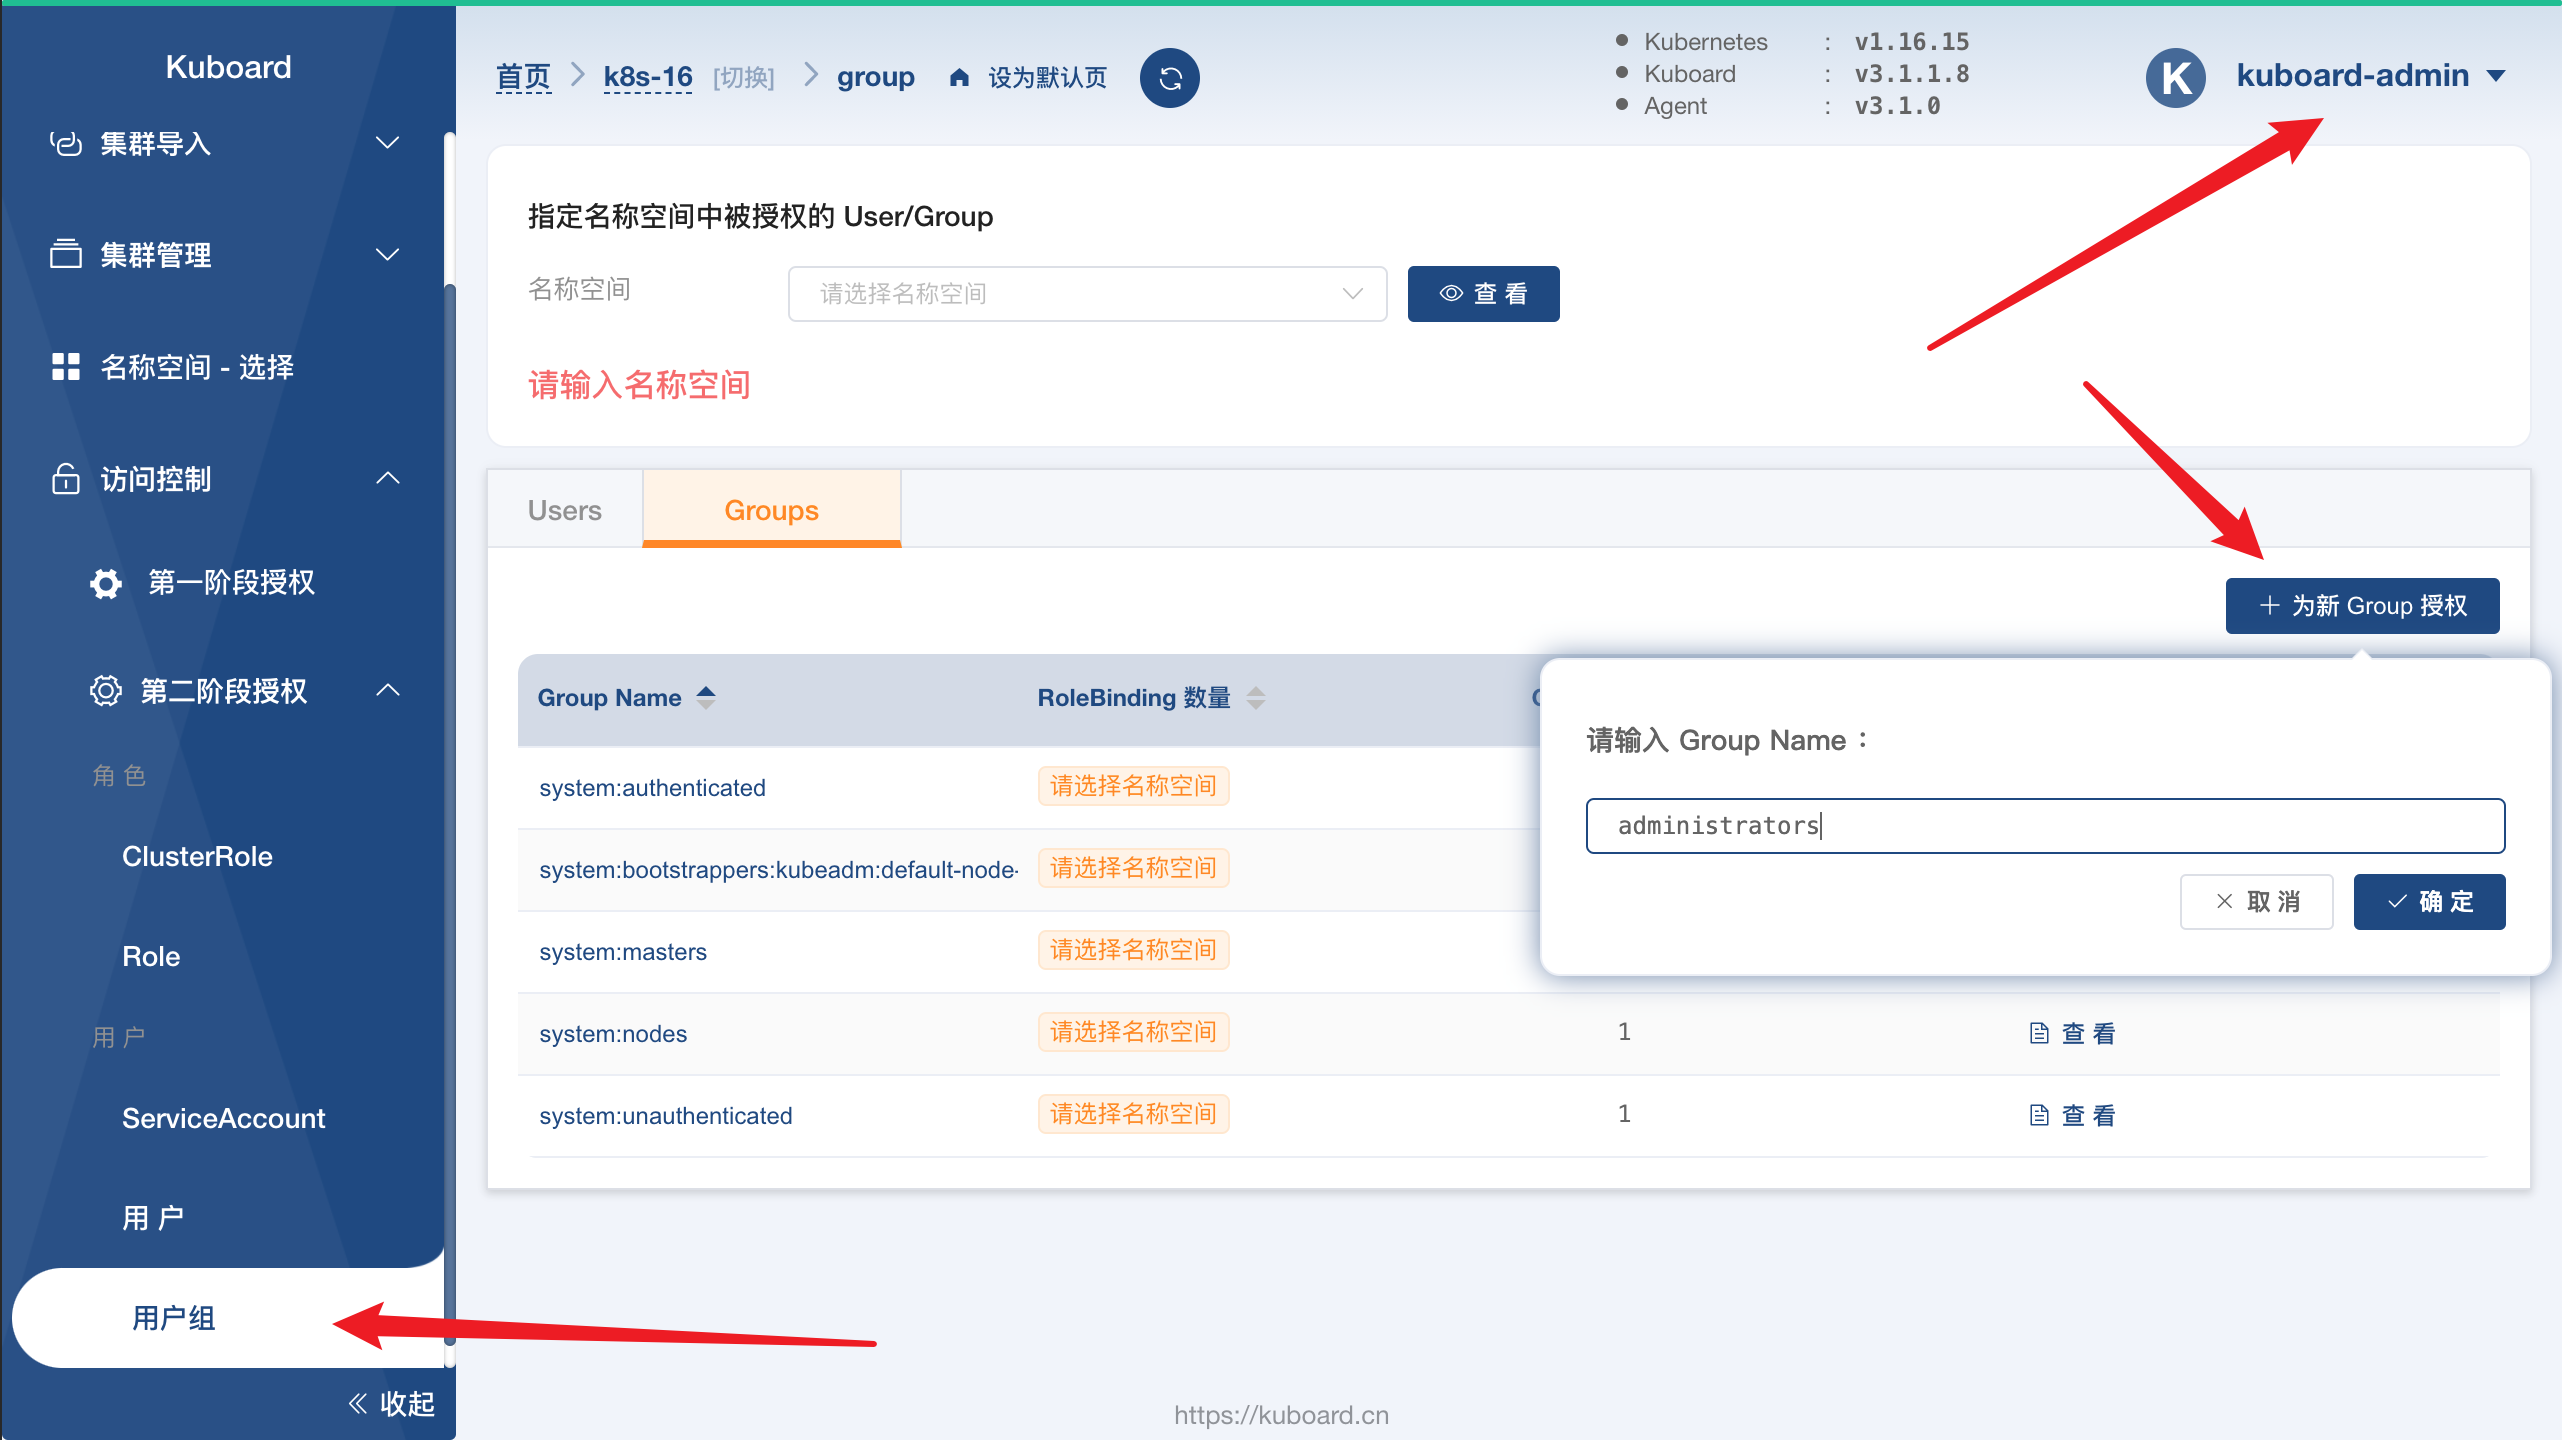 Kuboard
集群导入
集群管理
名称空间 - 选择
访问控制
第一阶段授权
第二阶段授权
角 色
ClusterRole
Role
用 户
ServiceAccount
用 户
用户组
收起
首页 k8s-16 [切换] group 设为默认页
Kubernetes : v1.16.15
Kuboard : v3.1.1.8
Agent : v3.1.0
K kuboard-admin
指定名称空间中被授权的 User/Group
名称空间 请选择名称空间 查 看
请输入名称空间
Users Groups
为新 Group 授权
Group Name RoleBinding 数量
system:authenticated 请选择名称空间
system:bootstrappers:kubeadm:default-node- 请选择名称空间
system:masters 请选择名称空间
system:nodes 请选择名称空间 1 查 看
system:unauthenticated 请选择名称空间 1 查 看
请输入 Group Name：
administrators
取 消 确 定
https://kuboard.cn